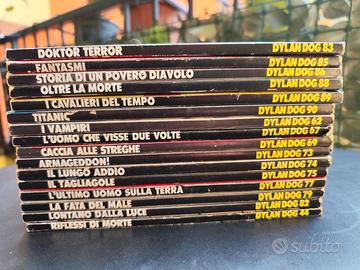 DOKTOR TERROR DYLAN DOG 83
FANTASMI DYLAN DOG 85
STORIA DI UN POVERO DIAVOLO DYLAN DOG 86
OLTRE LA MORTE DYLAN DOG 88
I CAVALIERI DEL TEMPO DYLAN DOG 89
TITANIC DYLAN DOG 90
I VAMPIRI DYLAN DOG 62
L'UOMO CHE VISSE DUE VOLTE DYLAN DOG 67
CACCIA ALLE STREGHE DYLAN DOG 69
ARMAGEDDON! DYLAN DOG 72
IL LUNGO ADDIO DYLAN DOG 74
IL TAGLIAGOLE DYLAN DOG 75
L'ULTIMO UOMO SULLA TERRA DYLAN DOG 77
LA FATA DEL MALE DYLAN DOG 79
LONTANO DALLA LUCE DYLAN DOG 82
RIFLESSI DI MORTE DYLAN DOG 44
subito